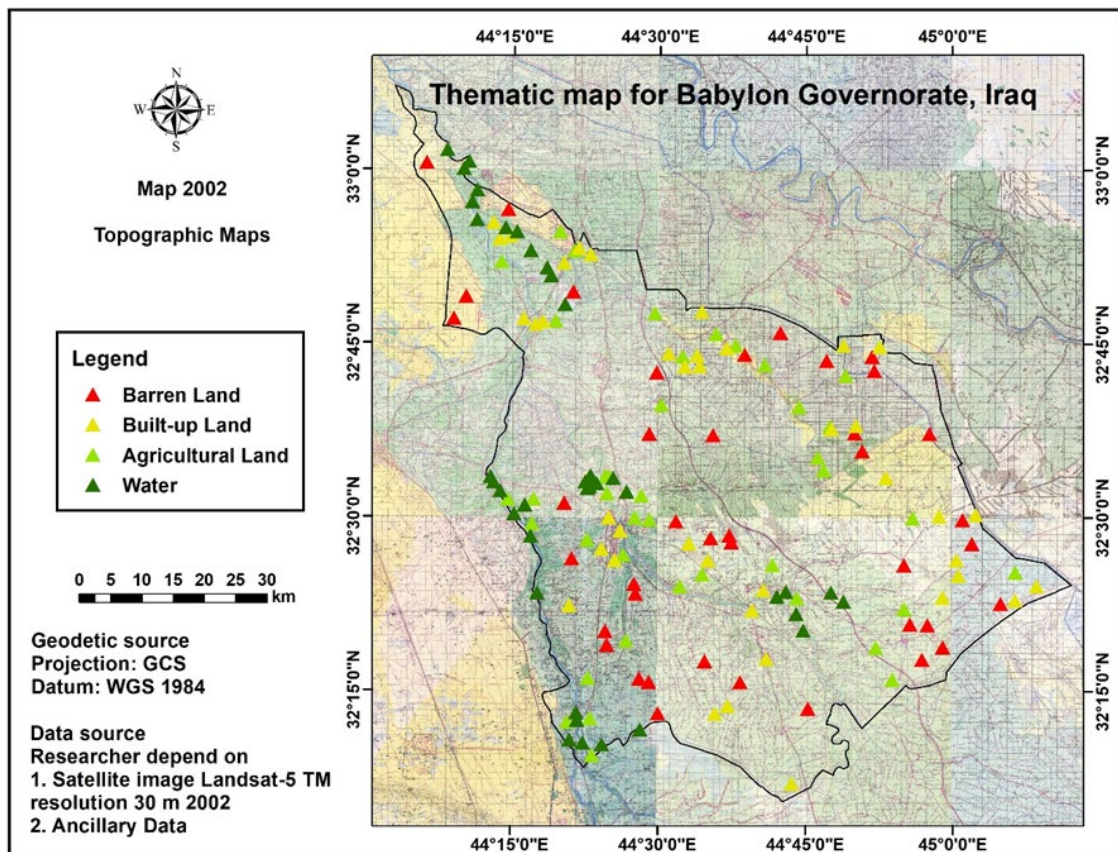 44°15'0"E 44°30'0"E 44°45'0"E 45°0'0"E
Thematic map for Babylon Governorate, Iraq
N
W E
S
Map 2002
Topographic Maps
33°0'0"N 33°0'0"N
32°45'0"N 32°45'0"N
Legend
Barren Land
Built-up Land
Agricultural Land
Water
32°30'0"N 32°30'0"N
0 5 10 15 20 25 30
km
Geodetic source
Projection: GCS
Datum: WGS 1984
32°15'0"N 32°15'0"N
Data source
Researcher depend on
1. Satellite image Landsat-5 TM
resolution 30 m 2002
2. Ancillary Data
44°15'0"E 44°30'0"E 44°45'0"E 45°0'0"E